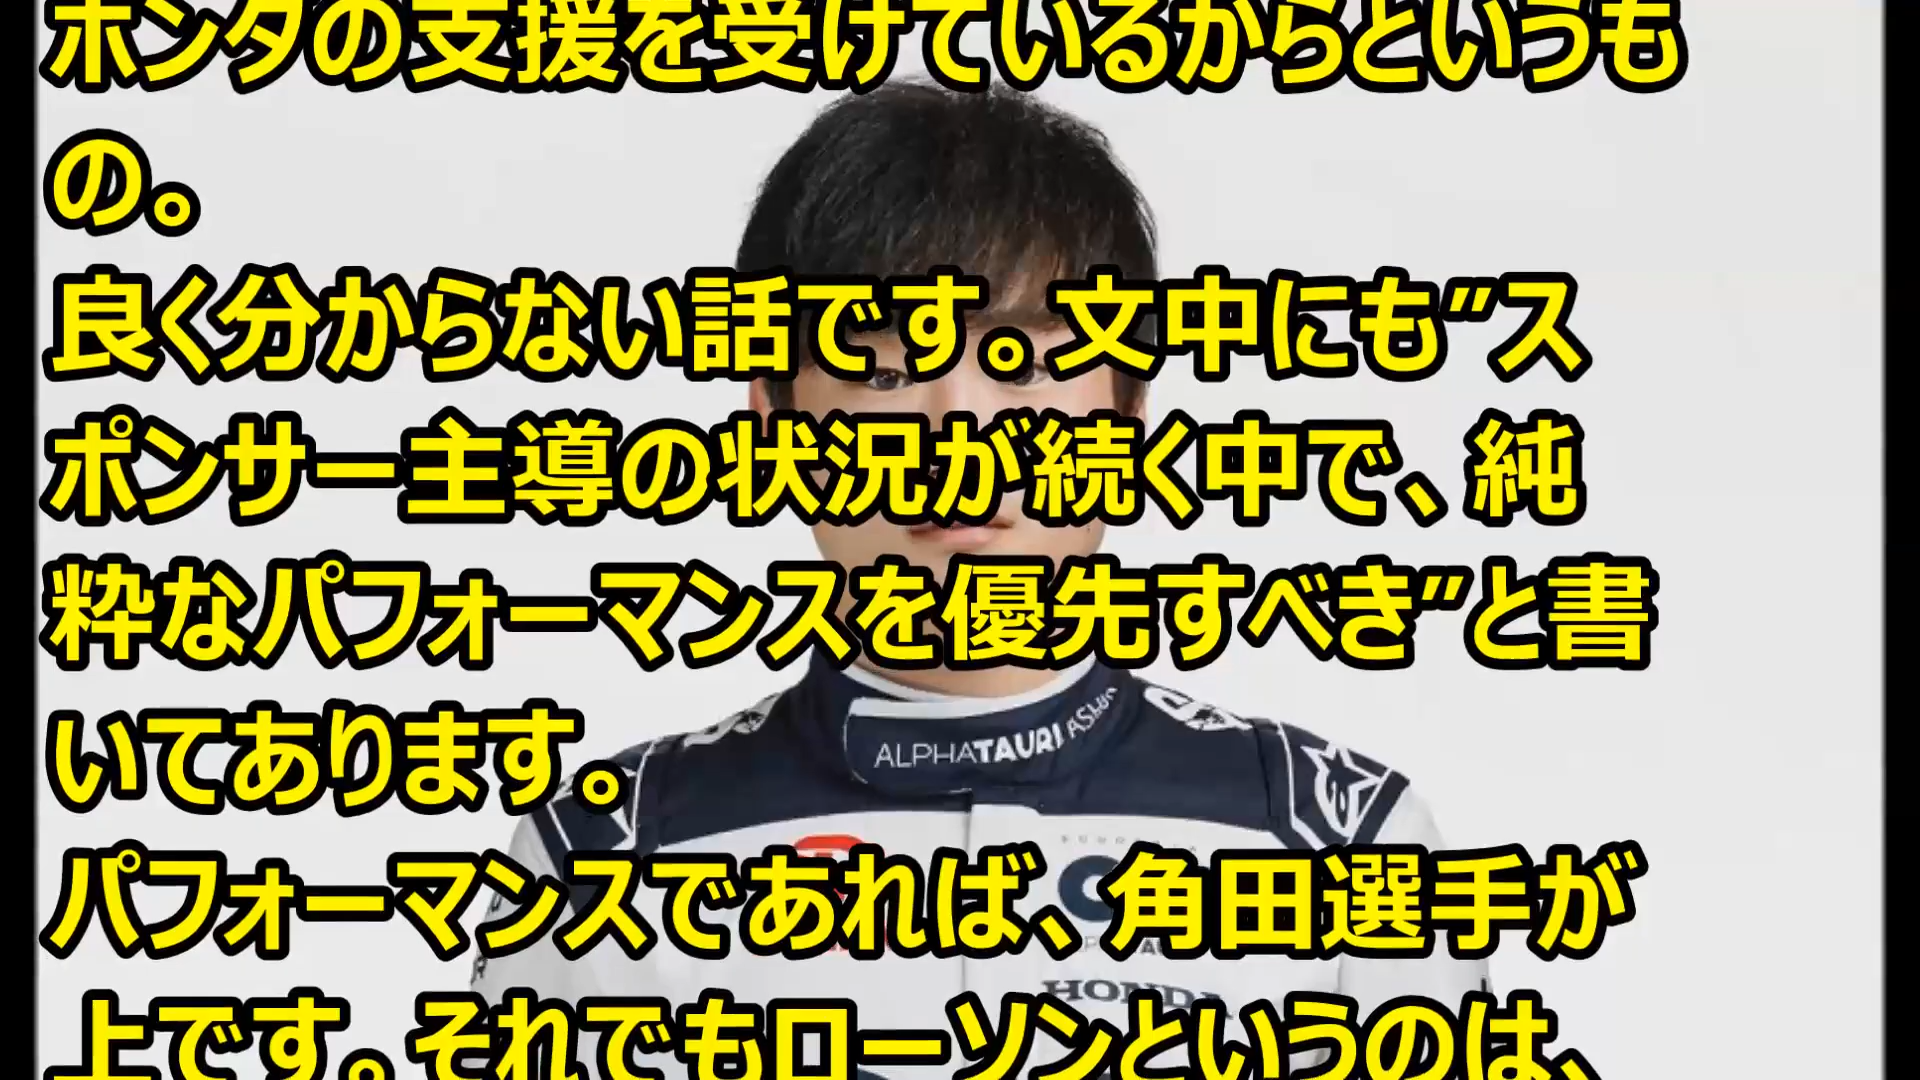 ホンダの支援を受けているからというも
の。
良く分からない話です。文中にも”ス
ポンサー主導の状況が続く中で、純
粋なパフォーマンスを優先すべき”と書
いてあります。
ALPHATAURI
パフォーマンスであれば、角田選手が
HONDA
上です。それでもローソンというのは、